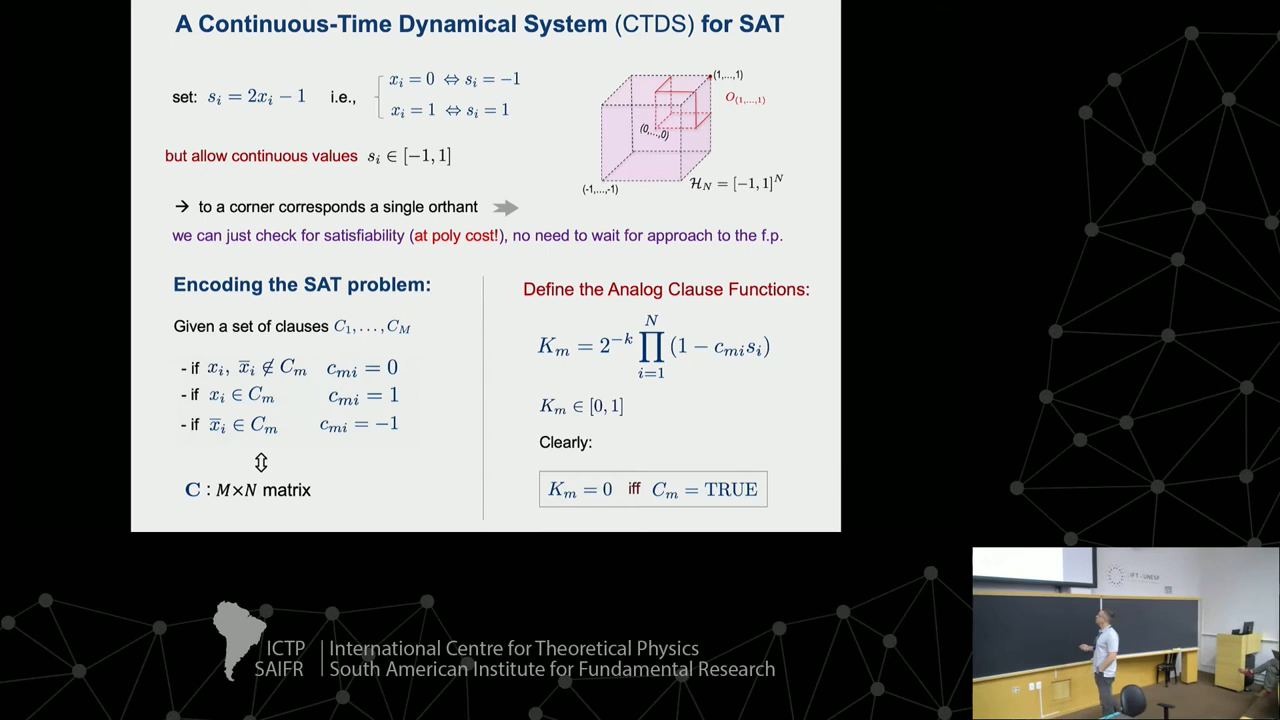 A Continuous-Time Dynamical System (CTDS) for SAT
set: s_i = 2x_i − 1 i.e., { x_i = 0 ⇔ s_i = −1
x_i = 1 ⇔ s_i = 1
(1,...,1)
O_(1,...,1)
(0,...,0)
(-1,...,-1)
ℋ_N = [−1, 1]^N
but allow continuous values s_i ∈ [−1, 1]
→ to a corner corresponds a single orthant
we can just check for satisfiability (at poly cost!), no need to wait for approach to the f.p.
Encoding the SAT problem:
Given a set of clauses C_1, . . . , C_M
- if x_i, x̅_i ∉ C_m c_mi = 0
- if x_i ∈ C_m c_mi = 1
- if x̅_i ∈ C_m c_mi = −1
⇕
C : M×N matrix
Define the Analog Clause Functions:
K_m = 2^{−k} ∏_{i=1}^{N} (1 − c_mi s_i)
K_m ∈ [0, 1]
Clearly:
K_m = 0 iff C_m = TRUE
IFT - UNESP
ICTP SAIFR
International Centre for Theoretical Physics
South American Institute for Fundamental Research